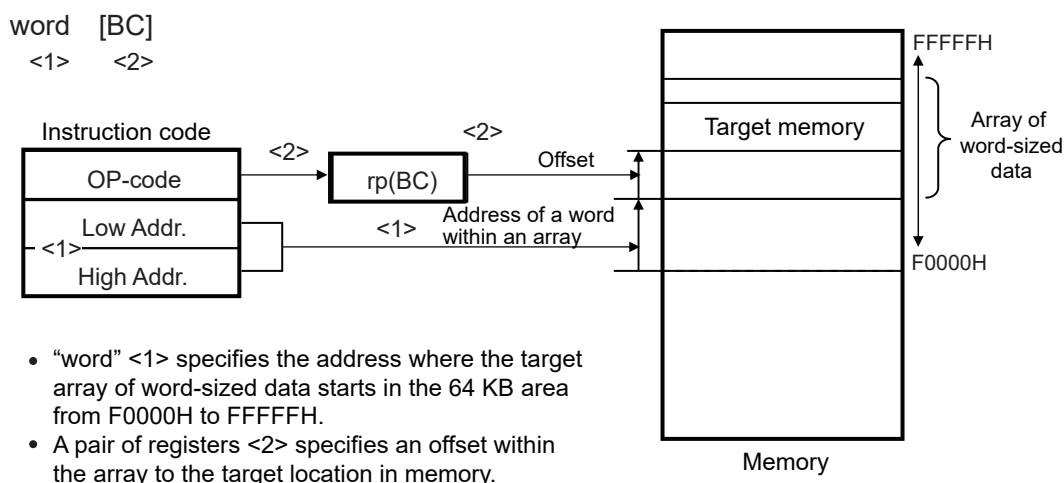 word [BC]
<1> <2>
Instruction code
OP-code
Low Addr.
<1>
High Addr.
<2>
rp(BC)
<2>
Offset
<1>
Address of a word
within an array
FFFFFH
Target memory
Array of
word-sized
data
F0000H
Memory
• “word” <1> specifies the address where the target
array of word-sized data starts in the 64 KB area
from F0000H to FFFFFH.
• A pair of registers <2> specifies an offset within
the array to the target location in memory.